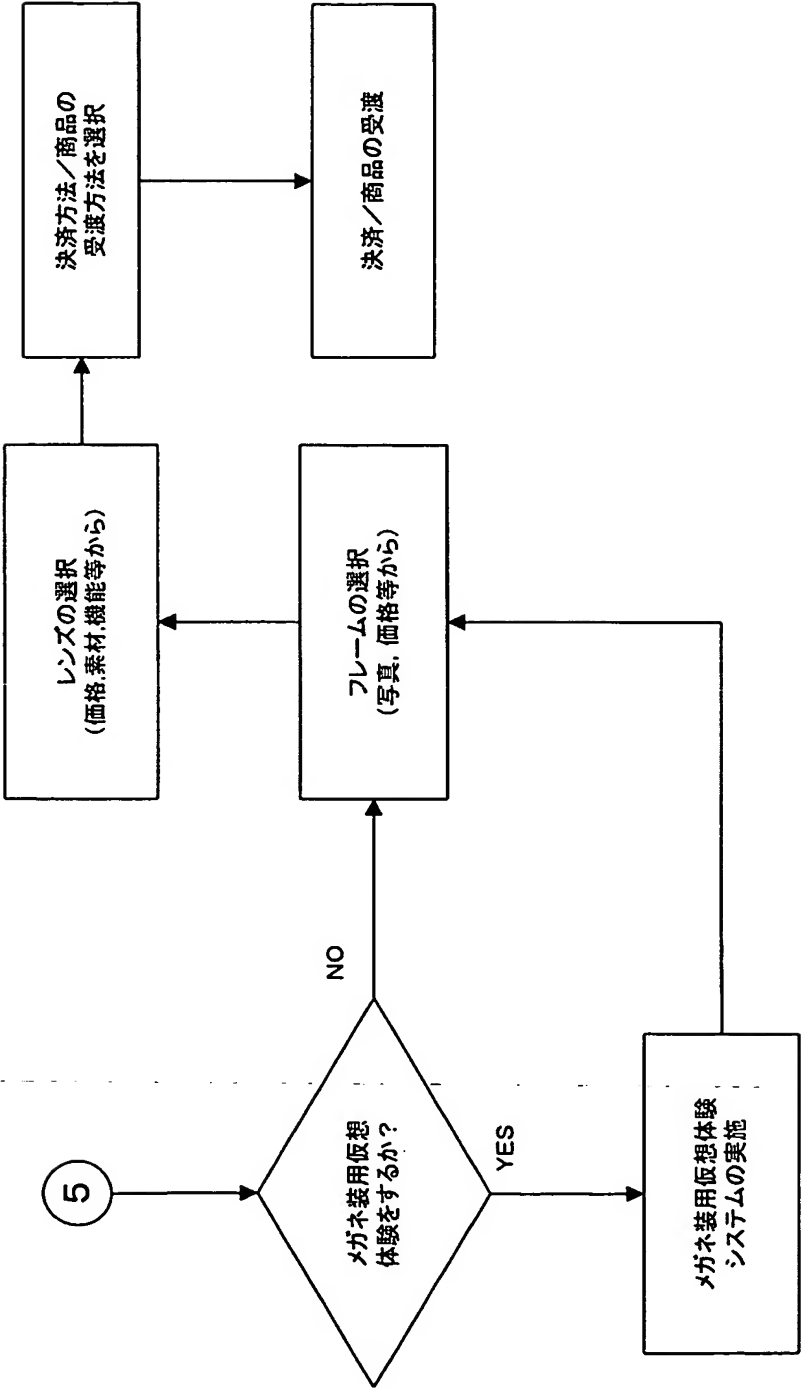 5
メガネ装用仮想
体験をするか?
NO
YES
メガネ装用仮想体験
システムの実施
フレームの選択
(写真, 価格等から)
レンズの選択
(価格,素材,機能等から)
決済方法/商品の
受渡方法を選択
決済/商品の受渡